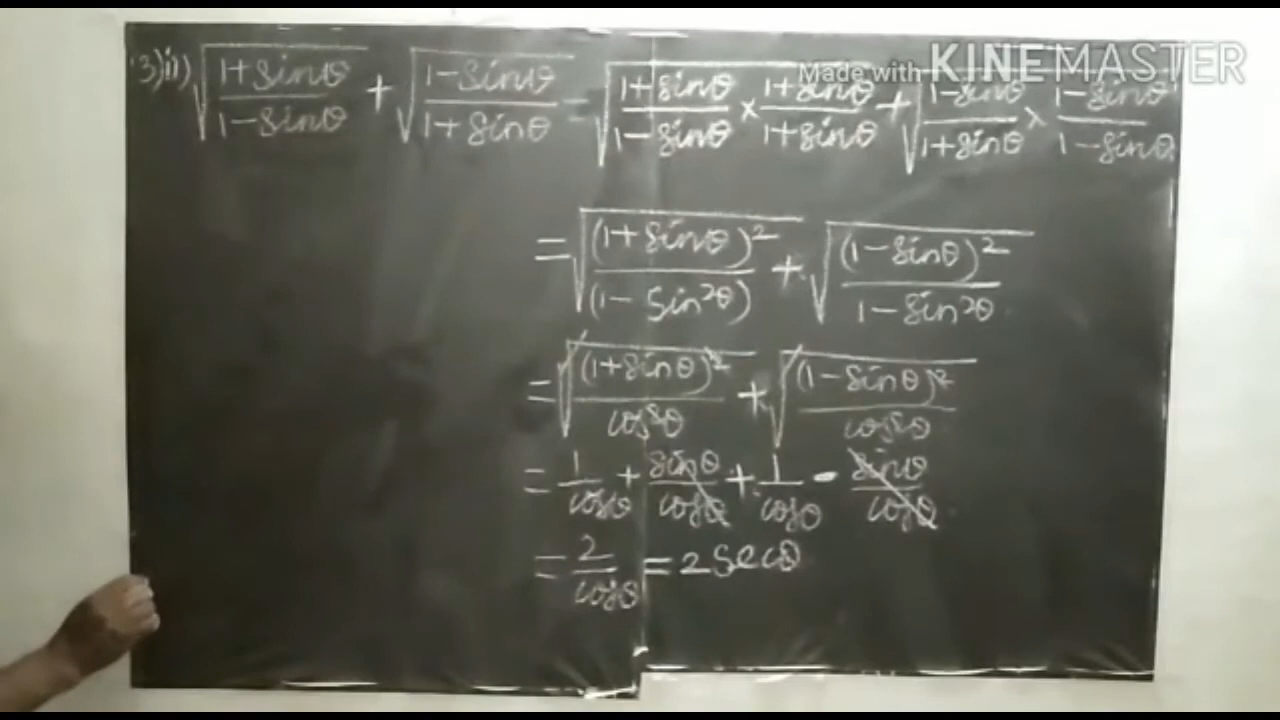 3)ii) √((1+sinθ)/(1-sinθ)) + √((1-sinθ)/(1+sinθ)) = √((1+sinθ)/(1-sinθ) × (1+sinθ)/(1+sinθ)) + √((1-sinθ)/(1+sinθ) × (1-sinθ)/(1-sinθ))
Made with KINEMASTER
= √((1+sinθ)²/(1-sin²θ)) + √((1-sinθ)²/(1-sin²θ))
= √((1+sinθ)²/cos²θ) + √((1-sinθ)²/cos²θ)
= 1/cosθ + sinθ/cosθ + 1/cosθ - sinθ/cosθ
= 2/cosθ = 2secθ